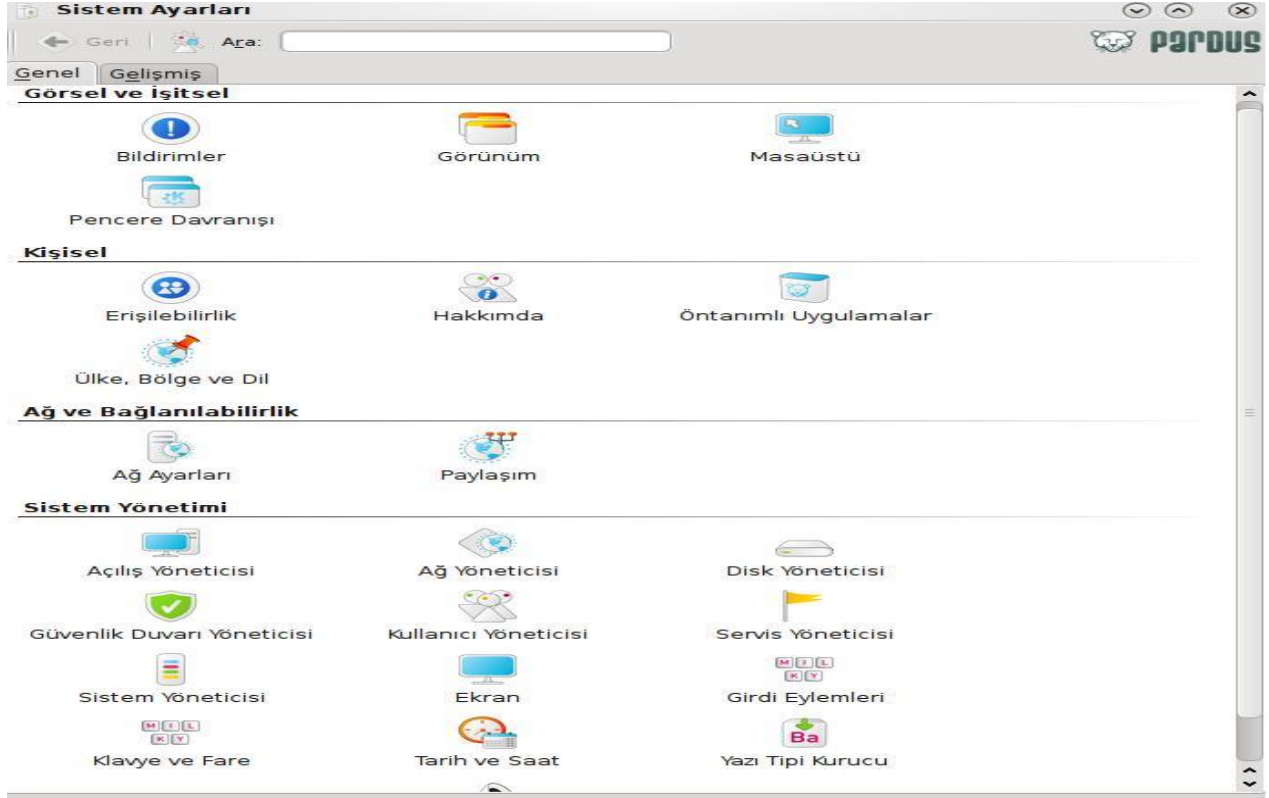 Sistem Ayarları
Geri Ara:
PARDUS
Genel Gelişmiş
Görsel ve İşitsel
Bildirimler Görünüm Masaüstü
Pencere Davranışı
Kişisel
Erişilebilirlik Hakkımda Öntanımlı Uygulamalar
Ülke, Bölge ve Dil
Ağ ve Bağlanılabilirlik
Ağ Ayarları Paylaşım
Sistem Yönetimi
Açılış Yöneticisi Ağ Yöneticisi Disk Yöneticisi
Güvenlik Duvarı Yöneticisi Kullanıcı Yöneticisi Servis Yöneticisi
M I L
K Y
Sistem Yöneticisi Ekran Girdi Eylemleri
M I L
K Y
Ba
Klavye ve Fare Tarih ve Saat Yazı Tipi Kurucu